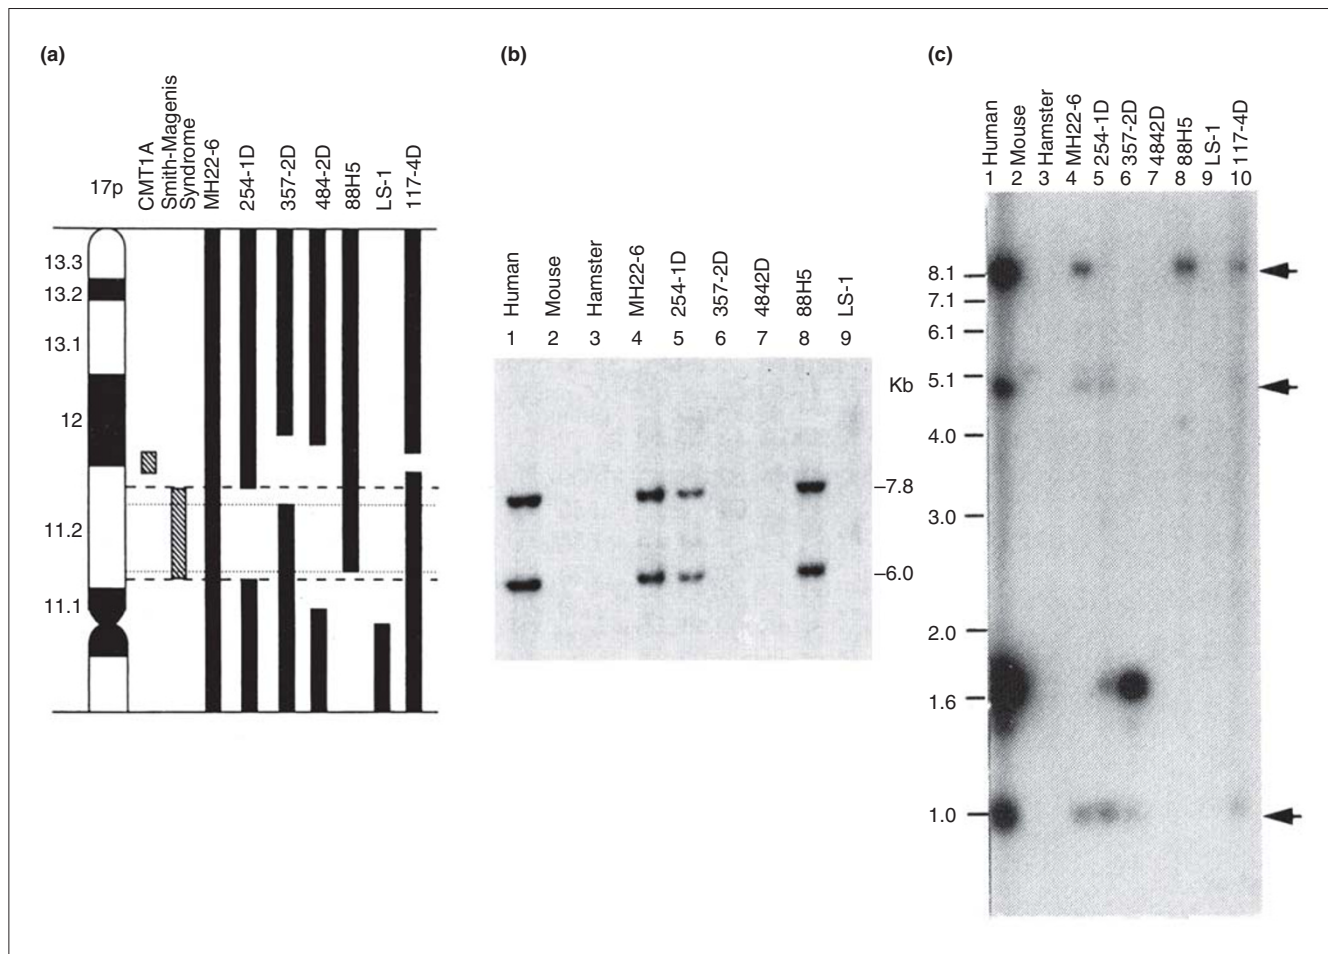 (a)
17p
CMT1A
Smith-Magenis
Syndrome
MH22-6
254-1D
357-2D
484-2D
88H5
LS-1
117-4D
13.3
13.2
13.1
12
11.2
11.1
(b)
Human
Mouse
Hamster
MH22-6
254-1D
357-2D
4842D
88H5
LS-1
1 2 3 4 5 6 7 8 9
Kb
–7.8
–6.0
(c)
Human
Mouse
Hamster
MH22-6
254-1D
357-2D
4842D
88H5
LS-1
117-4D
1 2 3 4 5 6 7 8 9 10
8.1
7.1
6.1
5.1
4.0
3.0
2.0
1.6
1.0